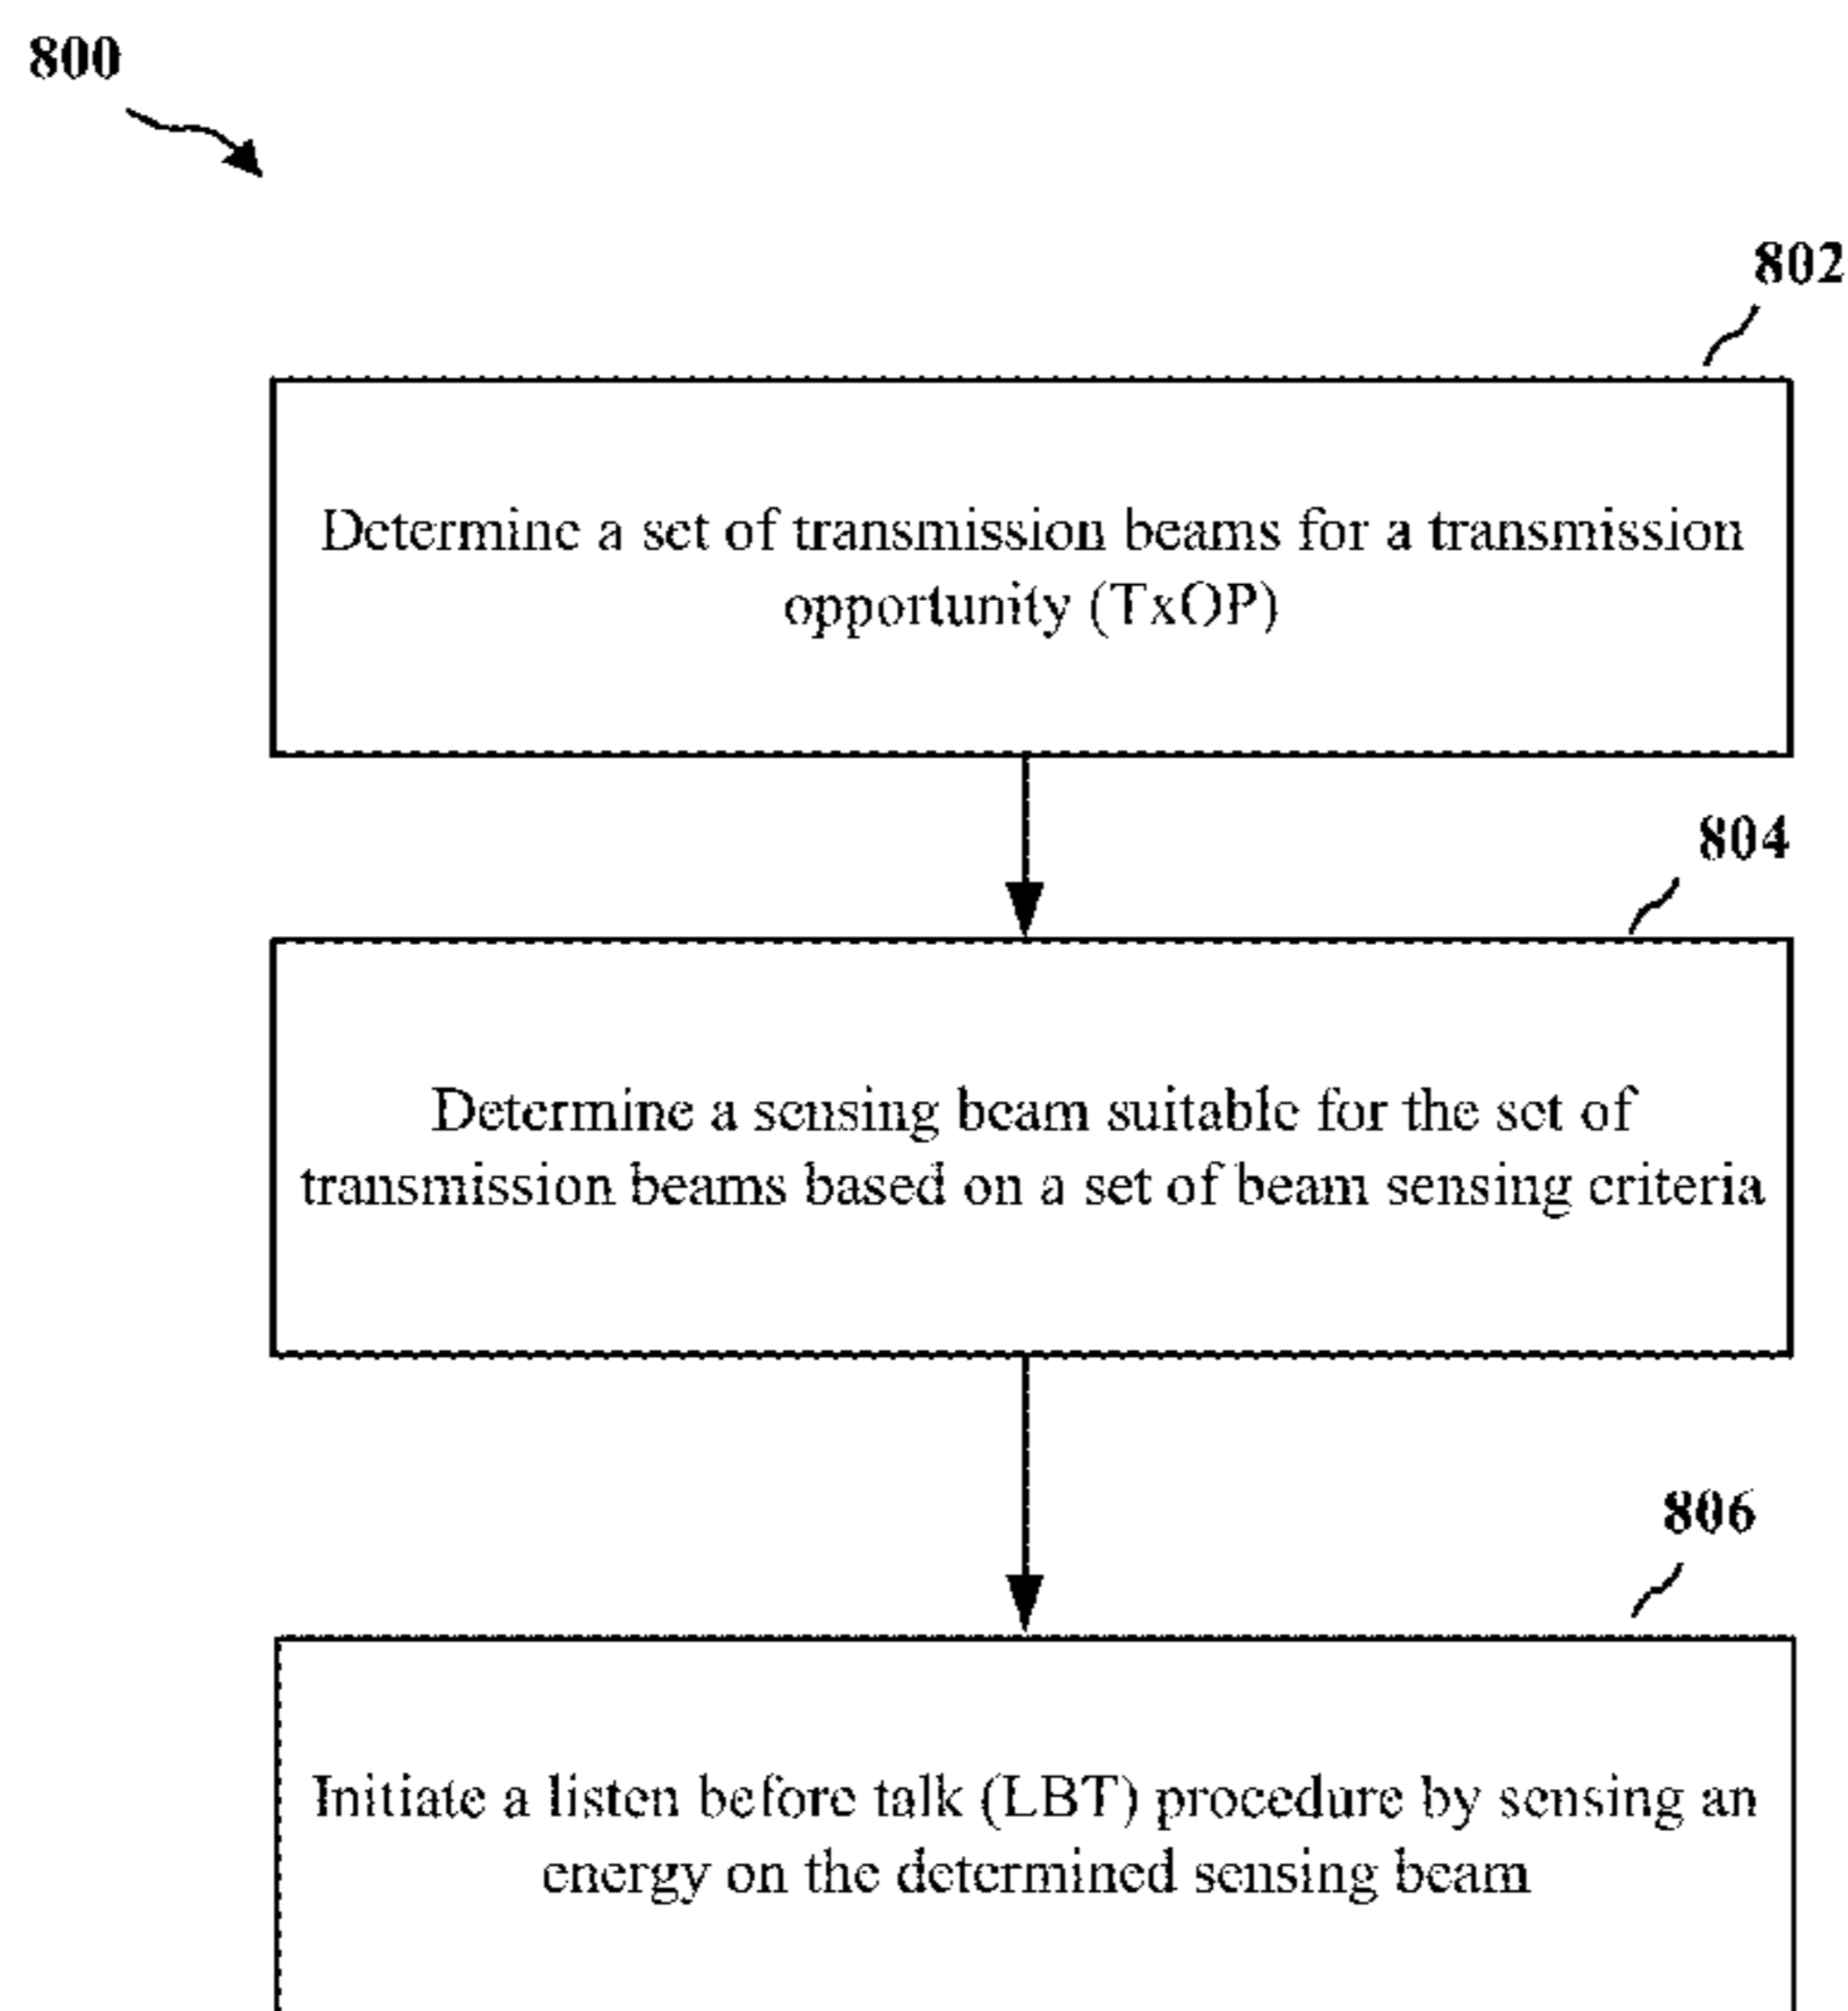 800
802
Determine a set of transmission beams for a transmission
opportunity (TxOP)
804
Determine a sensing beam suitable for the set of
transmission beams based on a set of beam sensing criteria
806
Initiate a listen before talk (LBT) procedure by sensing an
energy on the determined sensing beam